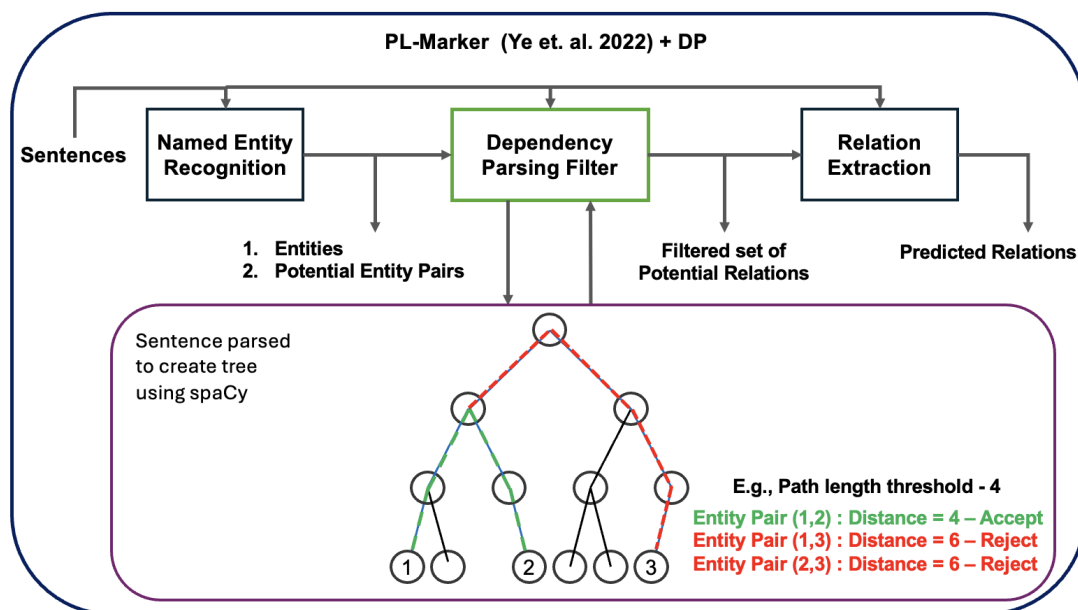 PL-Marker (Ye et. al. 2022) + DP
Sentences
Named Entity
Recognition
Dependency
Parsing Filter
Relation
Extraction
1. Entities
2. Potential Entity Pairs
Filtered set of
Potential Relations
Predicted Relations
Sentence parsed
to create tree
using spaCy
E.g., Path length threshold - 4
Entity Pair (1,2) : Distance = 4 – Accept
Entity Pair (1,3) : Distance = 6 – Reject
Entity Pair (2,3) : Distance = 6 – Reject
1
2
3